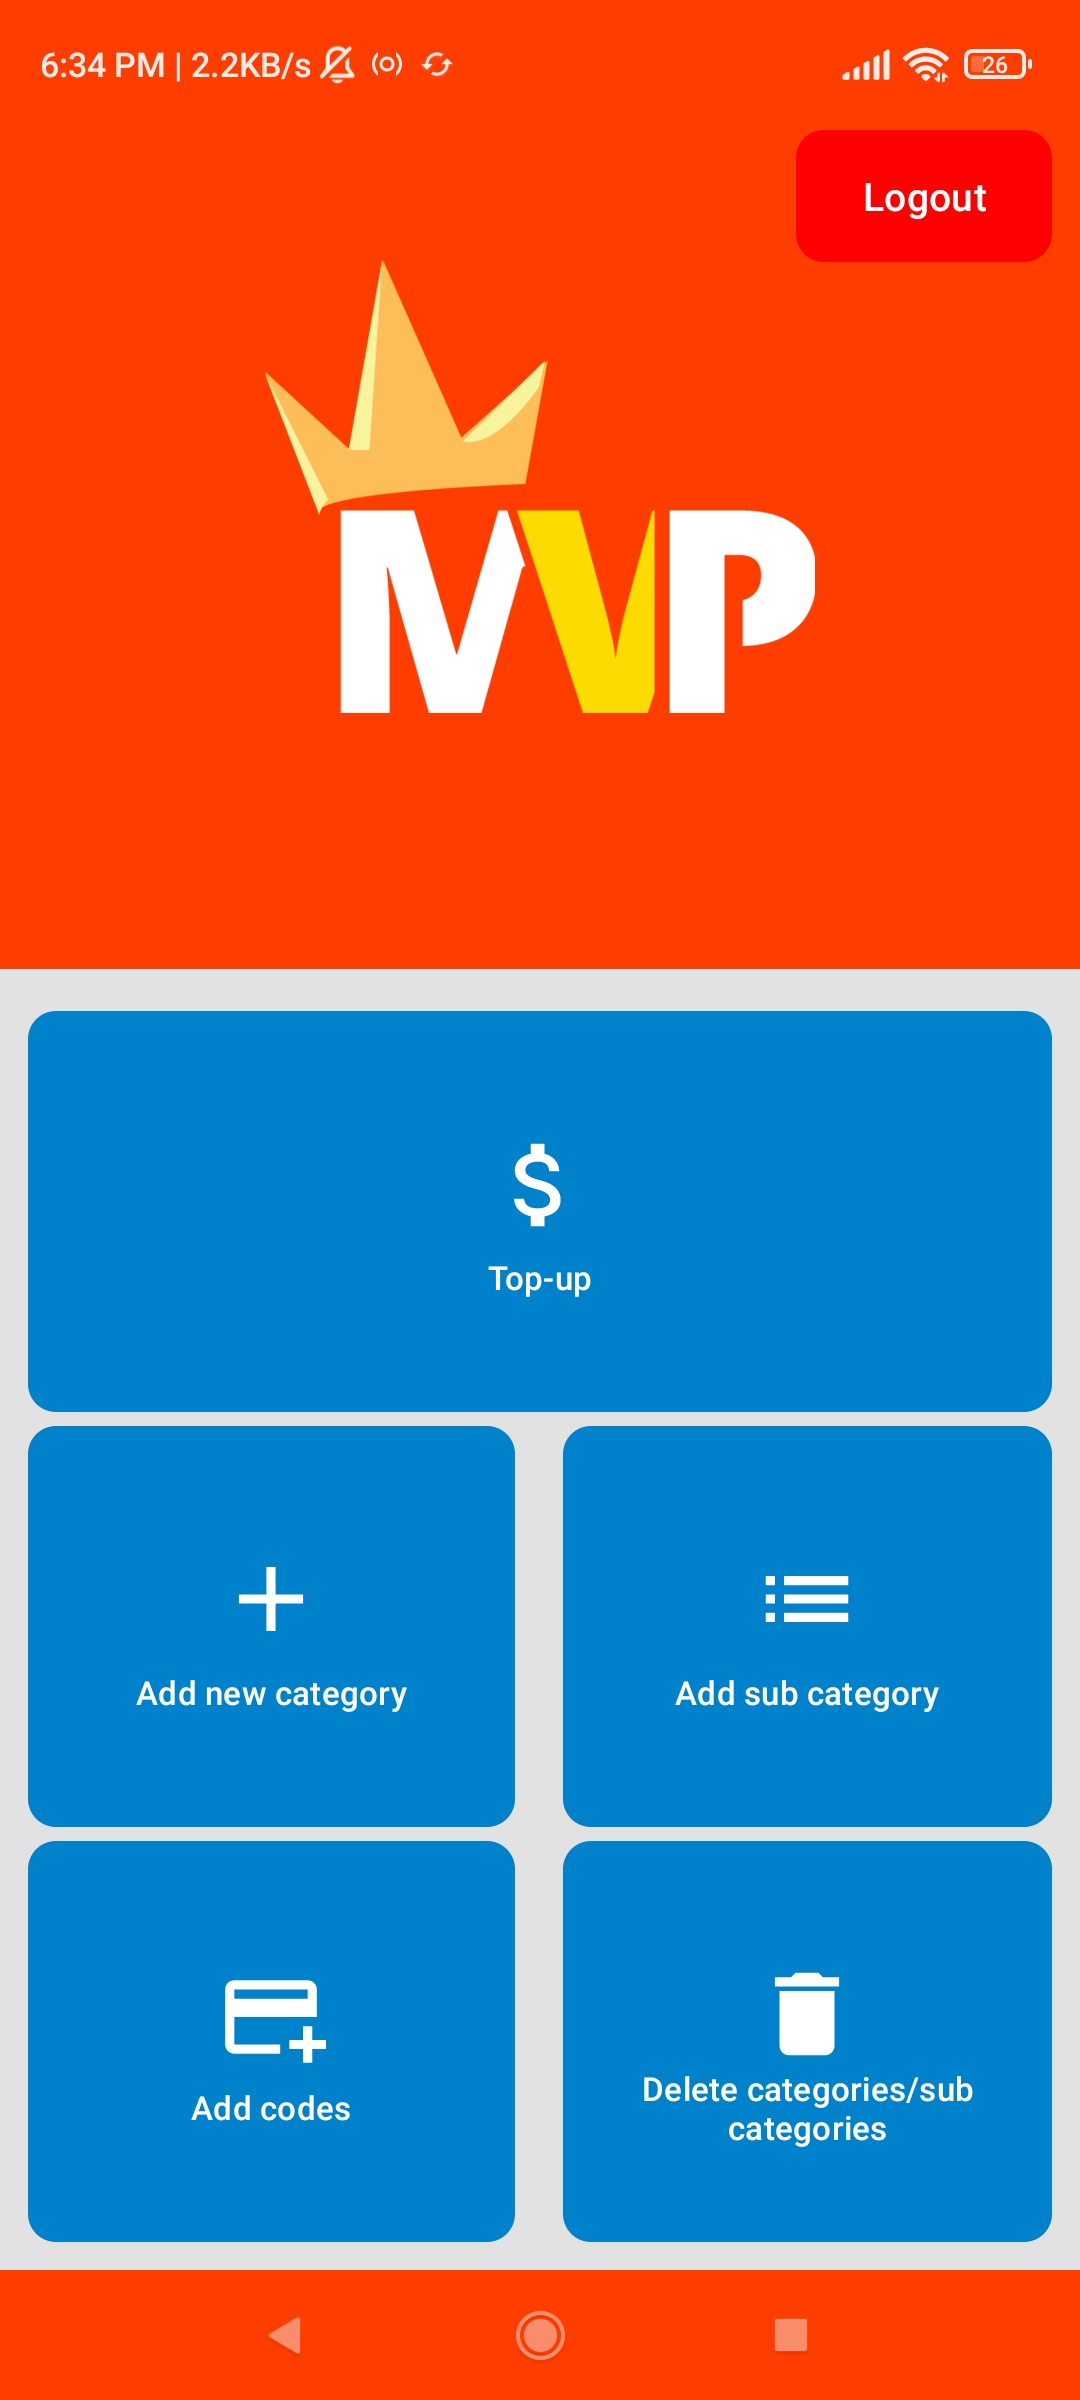 6:34 PM | 2.2KB/s
26
Logout
MVP
Top-up
Add new category
Add sub category
Add codes
Delete categories/sub
categories